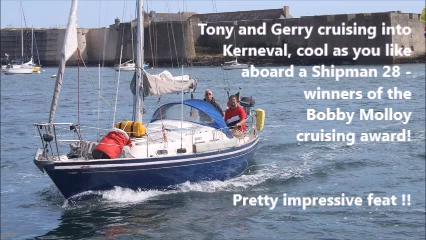 Tony and Gerry cruising into
Kerneval, cool as you like
aboard a Shipman 28 -
winners of the
Bobby Molloy
cruising award!
Pretty impressive feat !!